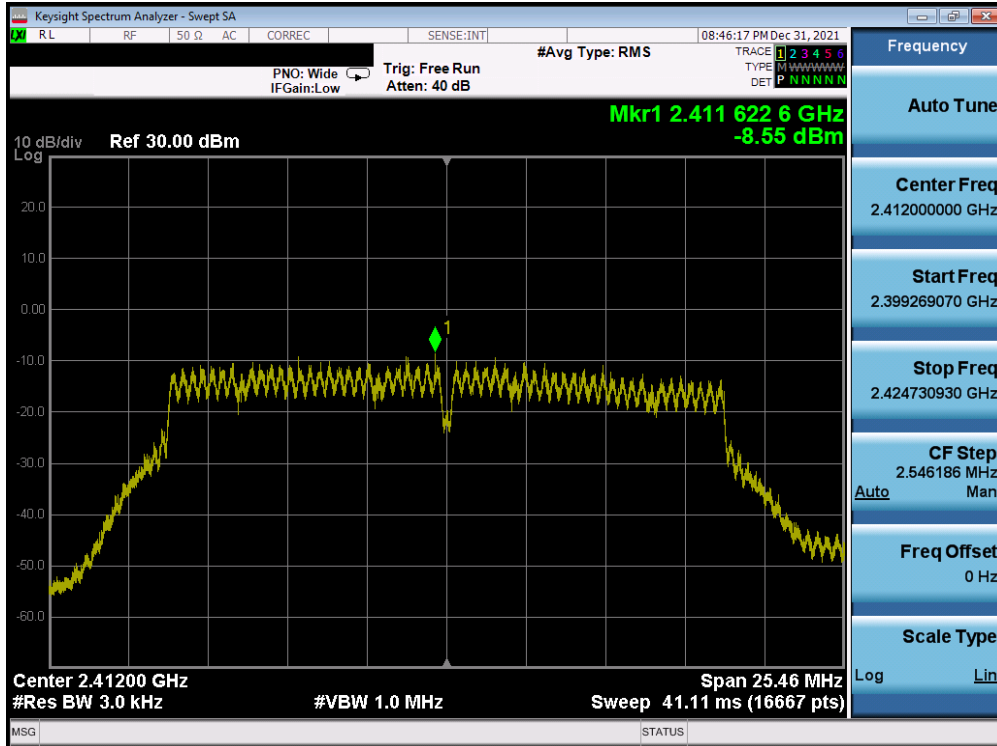 Keysight Spectrum Analyzer - Swept SA
LXI RL RF 50 Ω AC CORREC SENSE:INT 08:46:17 PM Dec 31, 2021
PNO: Wide
IFGain:Low
Trig: Free Run
Atten: 40 dB
#Avg Type: RMS
TRACE 1 2 3 4 5 6
TYPE M W W W W W
DET P N N N N N
Mkr1 2.411 622 6 GHz
-8.55 dBm
10 dB/div Ref 30.00 dBm
Log
20.0
10.0
0.00
1
-10.0
-20.0
-30.0
-40.0
-50.0
-60.0
Center 2.41200 GHz Span 25.46 MHz
#Res BW 3.0 kHz #VBW 1.0 MHz Sweep 41.11 ms (16667 pts)
MSG STATUS
Frequency
Auto Tune
Center Freq
2.412000000 GHz
Start Freq
2.399269070 GHz
Stop Freq
2.424730930 GHz
CF Step
2.546186 MHz
Auto Man
Freq Offset
0 Hz
Scale Type
Log Lin